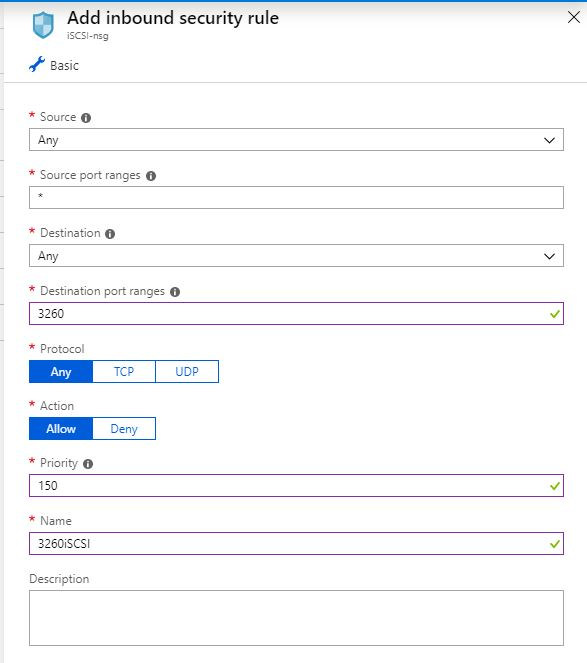 Add inbound security rule
iSCSI-nsg
Basic
* Source
Any
* Source port ranges
*
* Destination
Any
* Destination port ranges
3260
* Protocol
Any TCP UDP
* Action
Allow Deny
* Priority
150
* Name
3260iSCSI
Description